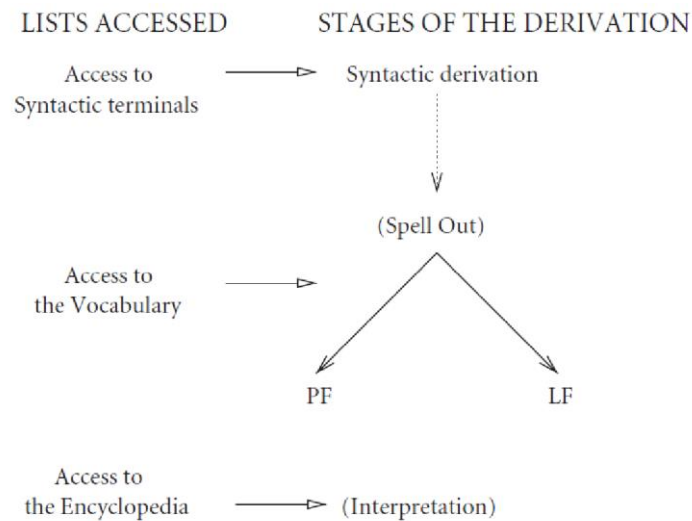 LISTS ACCESSED
STAGES OF THE DERIVATION
Access to
Syntactic terminals
Syntactic derivation
(Spell Out)
Access to
the Vocabulary
PF
LF
Access to
the Encyclopedia
(Interpretation)